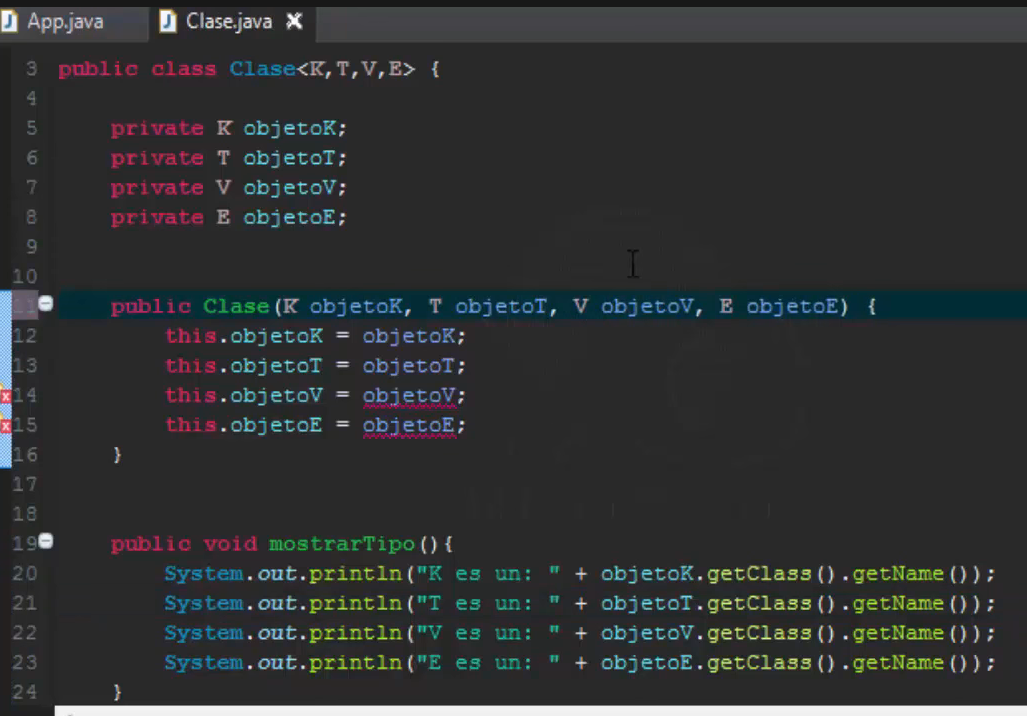 App.java Clase.java
3 public class Clase<K,T,V,E> {
4
5 private K objetoK;
6 private T objetoT;
7 private V objetoV;
8 private E objetoE;
9
10
11 public Clase(K objetoK, T objetoT, V objetoV, E objetoE) {
12 this.objetoK = objetoK;
13 this.objetoT = objetoT;
14 this.objetoV = objetoV;
15 this.objetoE = objetoE;
16 }
17
18
19 public void mostrarTipo(){
20 System.out.println("K es un: " + objetoK.getClass().getName());
21 System.out.println("T es un: " + objetoT.getClass().getName());
22 System.out.println("V es un: " + objetoV.getClass().getName());
23 System.out.println("E es un: " + objetoE.getClass().getName());
24 }